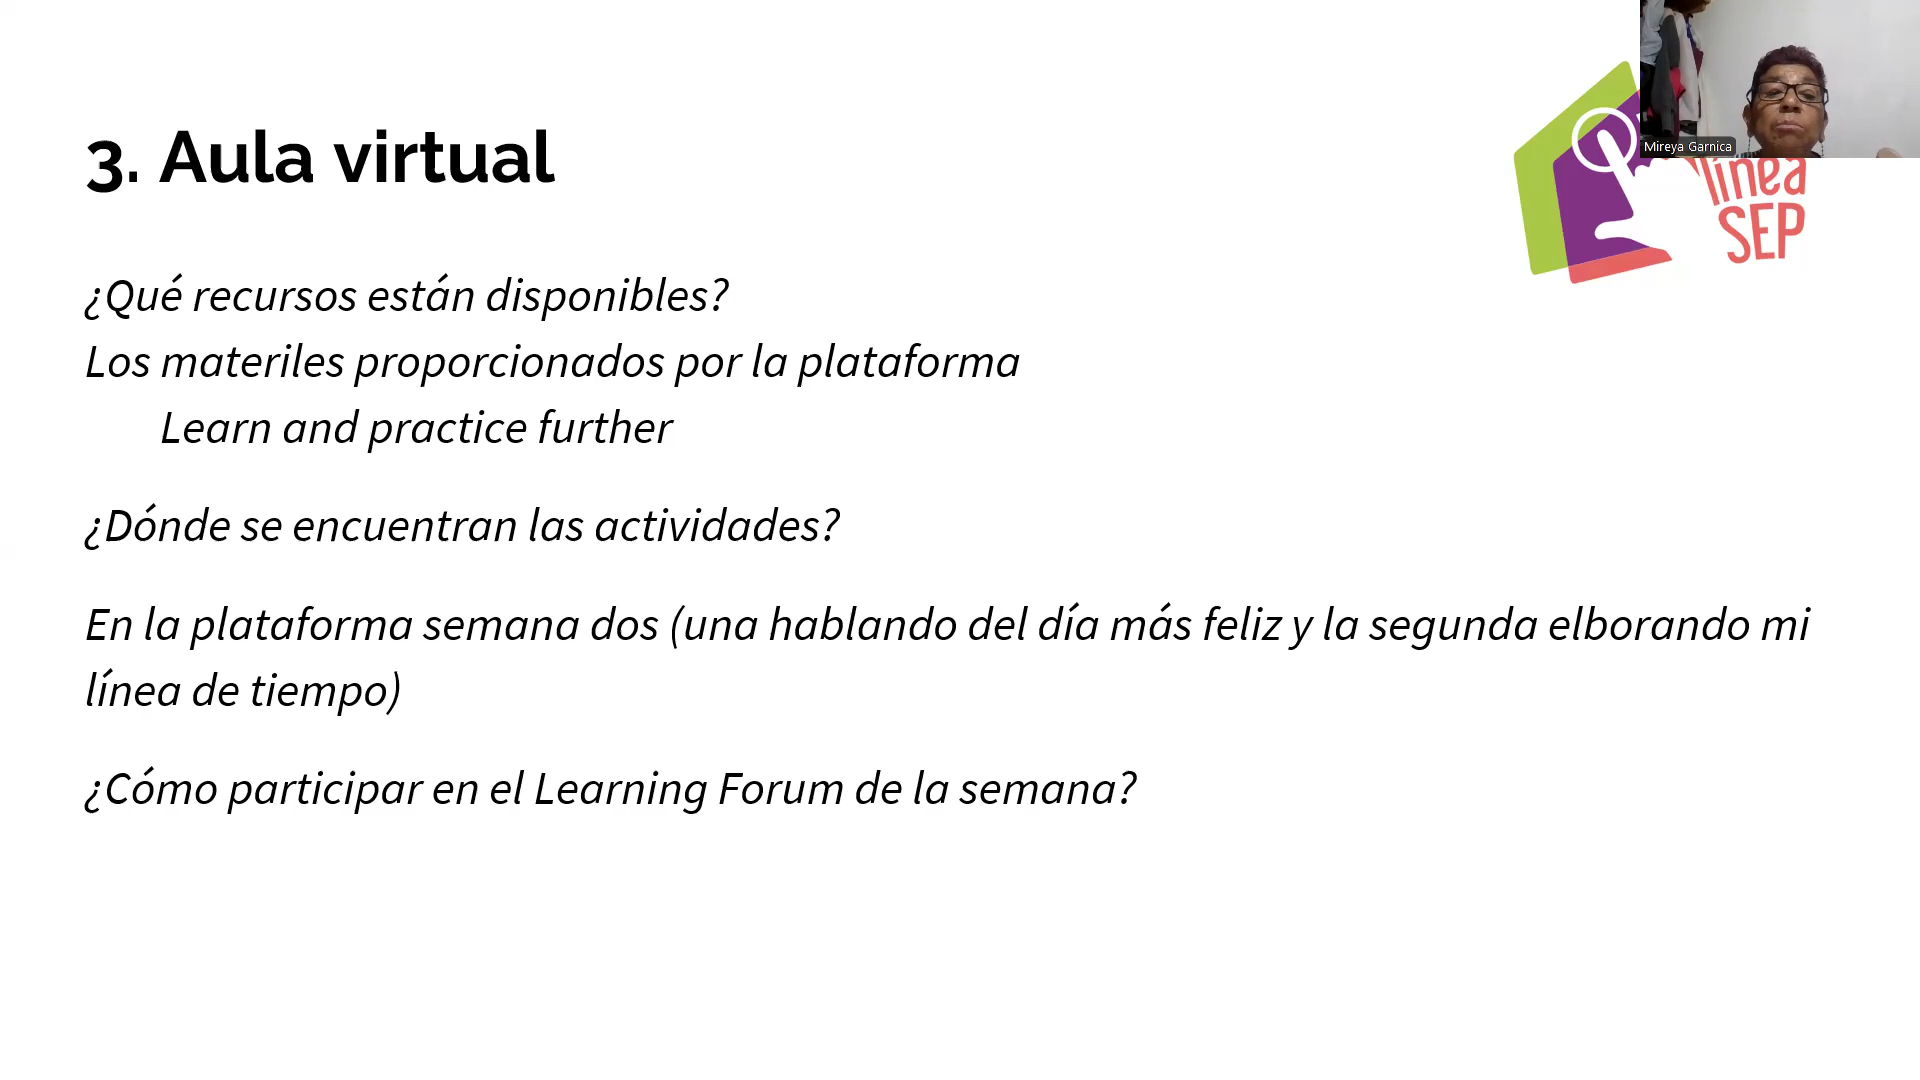 3. Aula virtual
Mireya Garnica
línea
SEP
¿Qué recursos están disponibles?
Los materiles proporcionados por la plataforma
Learn and practice further
¿Dónde se encuentran las actividades?
En la plataforma semana dos (una hablando del día más feliz y la segunda elborando mi
línea de tiempo)
¿Cómo participar en el Learning Forum de la semana?